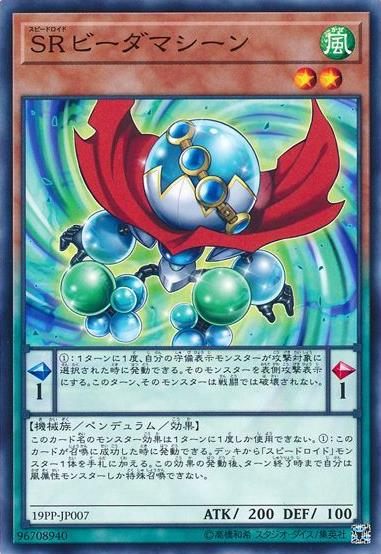 スピードロイド
SRビーダマシーン
風
①:1ターンに1度、自分の守備表示モンスターが攻撃対象に
選択された時に発動できる。そのモンスターを表側攻撃表示
にする。このターン、そのモンスターは戦闘では破壊されない。
1 1
【機械族/ペンデュラム/効果】
このカード名のモンスター効果は1ターンに1度しか使用できない。①:この
カードが召喚に成功した時に発動できる。デッキから「スピードロイド」モ
ンスター1体を手札に加える。この効果の発動後、ターン終了時まで自分は
風属性モンスターしか特殊召喚できない。
19PP-JP007 ATK/ 200 DEF/ 100
96708940 ©高橋和希 スタジオ・ダイス/集英社